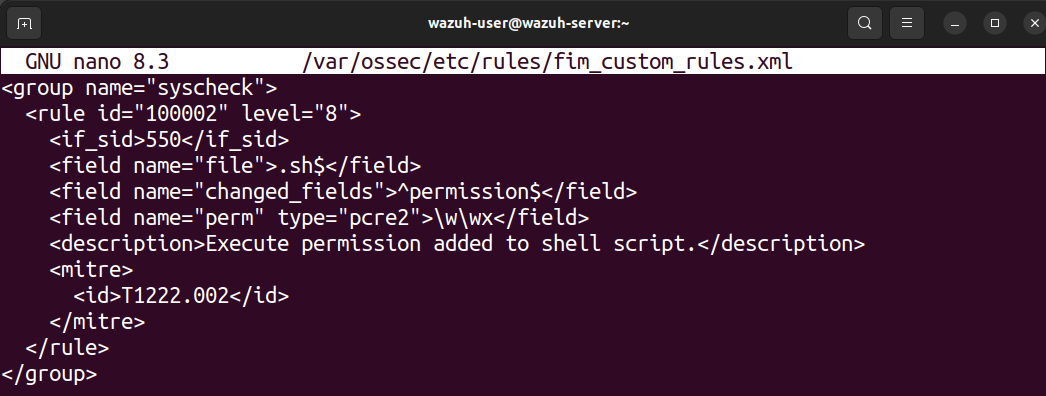 wazuh-user@wazuh-server:~
GNU nano 8.3 /var/ossec/etc/rules/fim_custom_rules.xml
<group name="syscheck">
  <rule id="100002" level="8">
    <if_sid>550</if_sid>
    <field name="file">.sh$</field>
    <field name="changed_fields">^permission$</field>
    <field name="perm" type="pcre2">\w\wx</field>
    <description>Execute permission added to shell script.</description>
    <mitre>
      <id>T1222.002</id>
    </mitre>
  </rule>
</group>